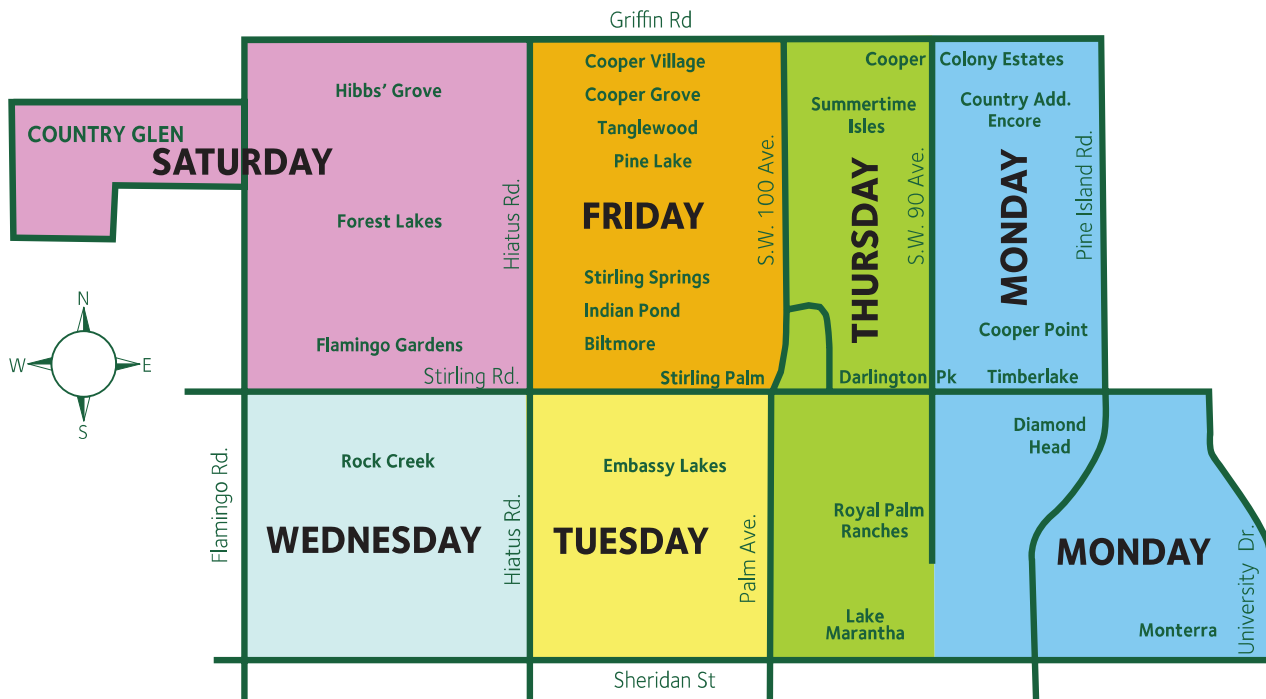 Griffin Rd
Cooper Village
Cooper
Colony Estates
Hibbs' Grove
Cooper Grove
Summertime
Isles
Country Add.
Encore
COUNTRY GLEN
Tanglewood
SATURDAY
Pine Lake
Hiatus Rd.
FRIDAY
S.W. 100 Ave.
THURSDAY
S.W. 90 Ave.
MONDAY
Pine Island Rd.
Forest Lakes
Stirling Springs
Indian Pond
Flamingo Gardens
Biltmore
Cooper Point
Stirling Rd.
Stirling Palm
Darlington Pk
Timberlake
N
W
E
S
Flamingo Rd.
Rock Creek
Embassy Lakes
Diamond
Head
WEDNESDAY
Hiatus Rd.
TUESDAY
Palm Ave.
Royal Palm
Ranches
MONDAY
University Dr.
Lake
Marantha
Monterra
Sheridan St